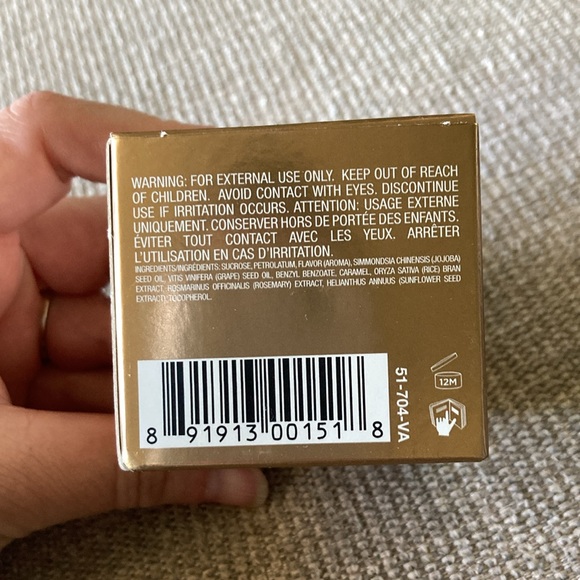 WARNING: FOR EXTERNAL USE ONLY. KEEP OUT OF REACH
OF CHILDREN. AVOID CONTACT WITH EYES. DISCONTINUE
USE IF IRRITATION OCCURS. ATTENTION: USAGE EXTERNE
UNIQUEMENT. CONSERVER HORS DE PORTÉE DES ENFANTS.
ÉVITER TOUT CONTACT AVEC LES YEUX. ARRÊTER
L'UTILISATION EN CAS D'IRRITATION.
INGREDIENTS/INGRÉDIENTS: SUCROSE, PETROLATUM, FLAVOR (AROMA), SIMMONDSIA CHINENSIS (JOJOBA)
SEED OIL, VITIS VINIFERA (GRAPE) SEED OIL, BENZYL BENZOATE, CARAMEL, ORYZA SATIVA (RICE) BRAN
EXTRACT, ROSMARINUS OFFICINALIS (ROSEMARY) EXTRACT, HELIANTHUS ANNUUS (SUNFLOWER SEED
EXTRACT), TOCOPHEROL.
8 91913 00151 8
51-704-VA
12M